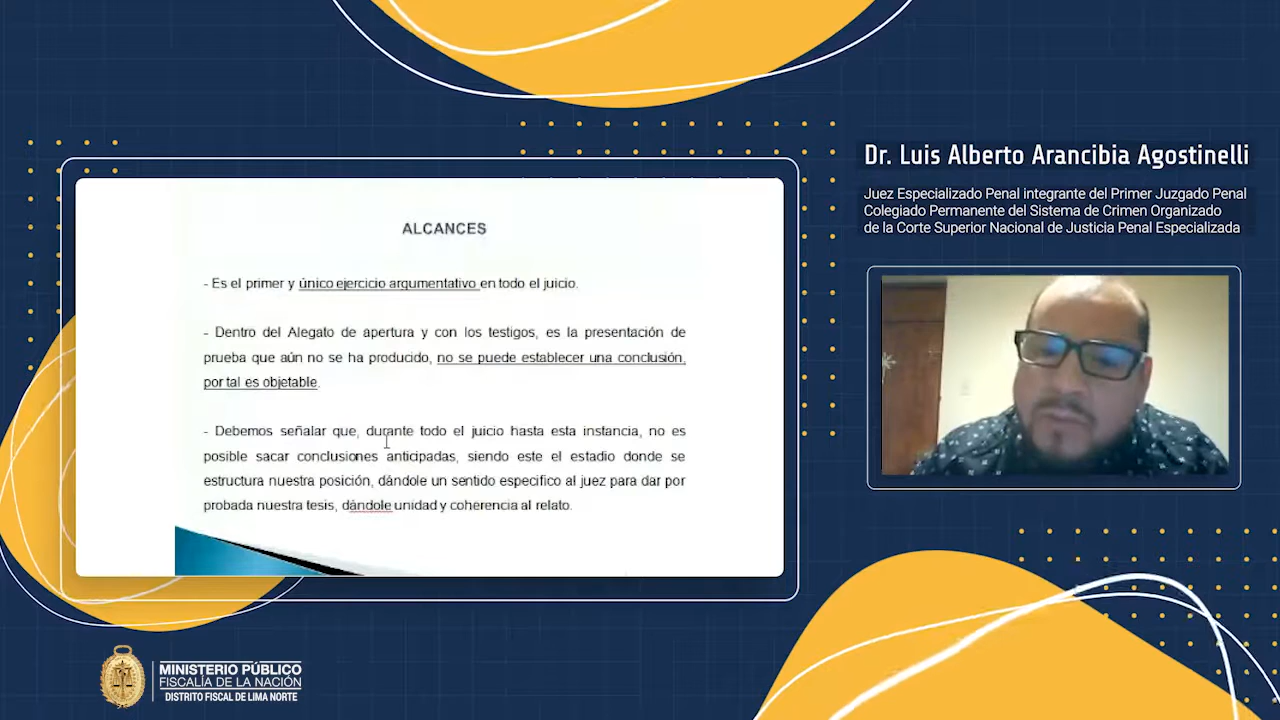 Dr. Luis Alberto Arancibia Agostinelli
Juez Especializado Penal integrante del Primer Juzgado Penal
Colegiado Permanente del Sistema de Crimen Organizado
de la Corte Superior Nacional de Justicia Penal Especializada
ALCANCES
- Es el primer y único ejercicio argumentativo en todo el juicio.
- Dentro del Alegato de apertura y con los testigos, es la presentación de
prueba que aún no se ha producido, no se puede establecer una conclusión,
por tal es objetable.
- Debemos señalar que, durante todo el juicio hasta esta instancia, no es
posible sacar conclusiones anticipadas, siendo este el estadio donde se
estructura nuestra posición, dándole un sentido especifico al juez para dar por
probada nuestra tesis, dàndole unidad y coherencia al relato.
MINISTERIO PÚBLICO
FISCALÍA DE LA NACIÓN
DISTRITO FISCAL DE LIMA NORTE